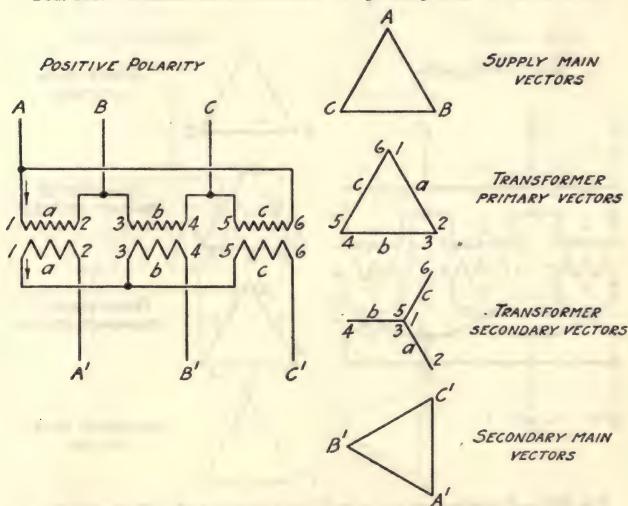 POSITIVE POLARITY
A B C
a b c
1 2 3 4 5 6
1 2 3 4 5 6
a b c
A' B' C'
A
C B
SUPPLY MAIN
VECTORS
6 1
c a
5 2
4 b 3
TRANSFORMER
PRIMARY VECTORS
6
c
b 5
4 3 1
a
2
TRANSFORMER
SECONDARY VECTORS
C'
B'
A'
SECONDARY MAIN
VECTORS